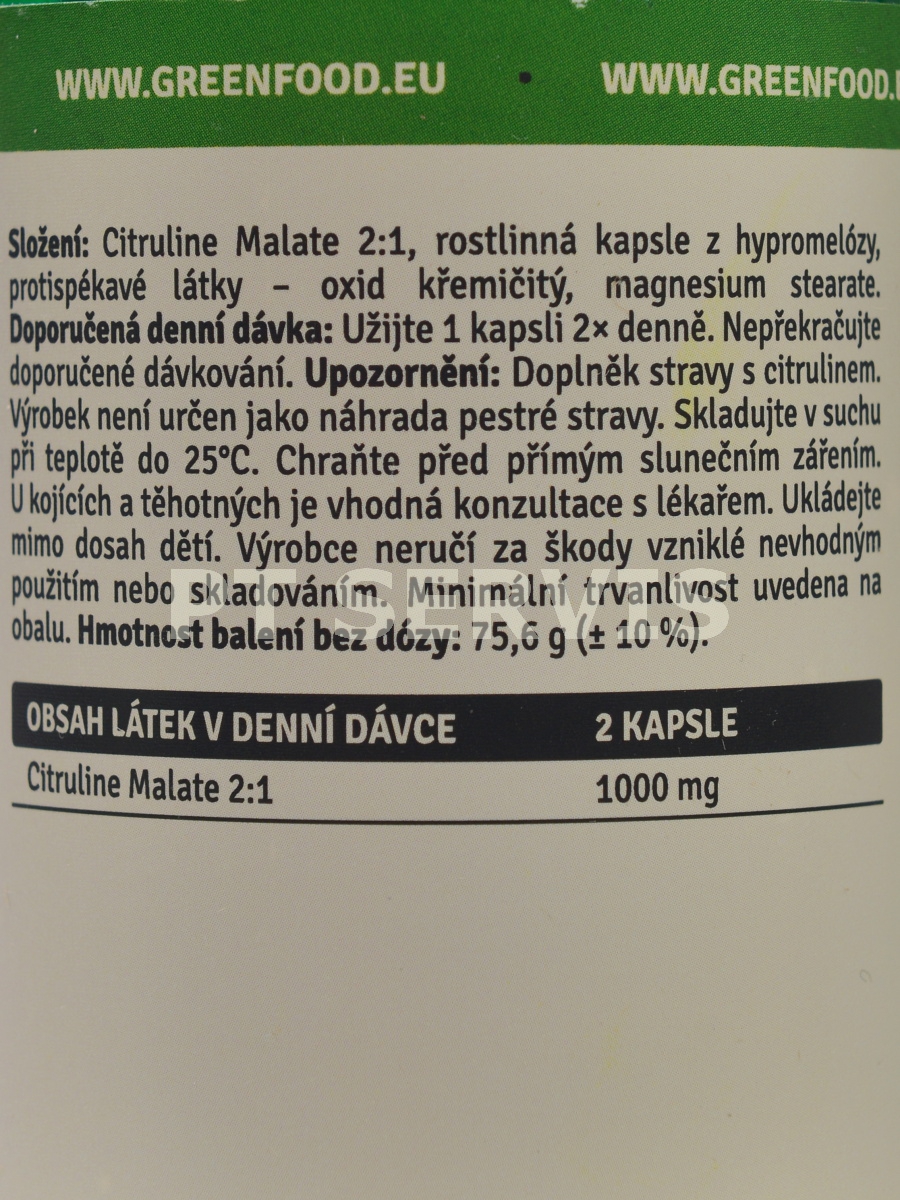 WWW.GREENFOOD.EU • WWW.GREENFOOD.
Složení: Citruline Malate 2:1, rostlinná kapsle z hypromelózy,
protispékavé látky – oxid křemičitý, magnesium stearate.
Doporučená denní dávka: Užijte 1 kapsli 2× denně. Nepřekračujte
doporučené dávkování. Upozornění: Doplněk stravy s citrulinem.
Výrobek není určen jako náhrada pestré stravy. Skladujte v suchu
při teplotě do 25°C. Chraňte před přímým slunečním zářením.
U kojících a těhotných je vhodná konzultace s lékařem. Ukládejte
mimo dosah dětí. Výrobce neručí za škody vzniklé nevhodným
použitím nebo skladováním. Minimální trvanlivost uvedena na
obalu. Hmotnost balení bez dózy: 75,6 g (± 10 %).
PT SERVIS
OBSAH LÁTEK V DENNÍ DÁVCE 2 KAPSLE
Citruline Malate 2:1 1000 mg